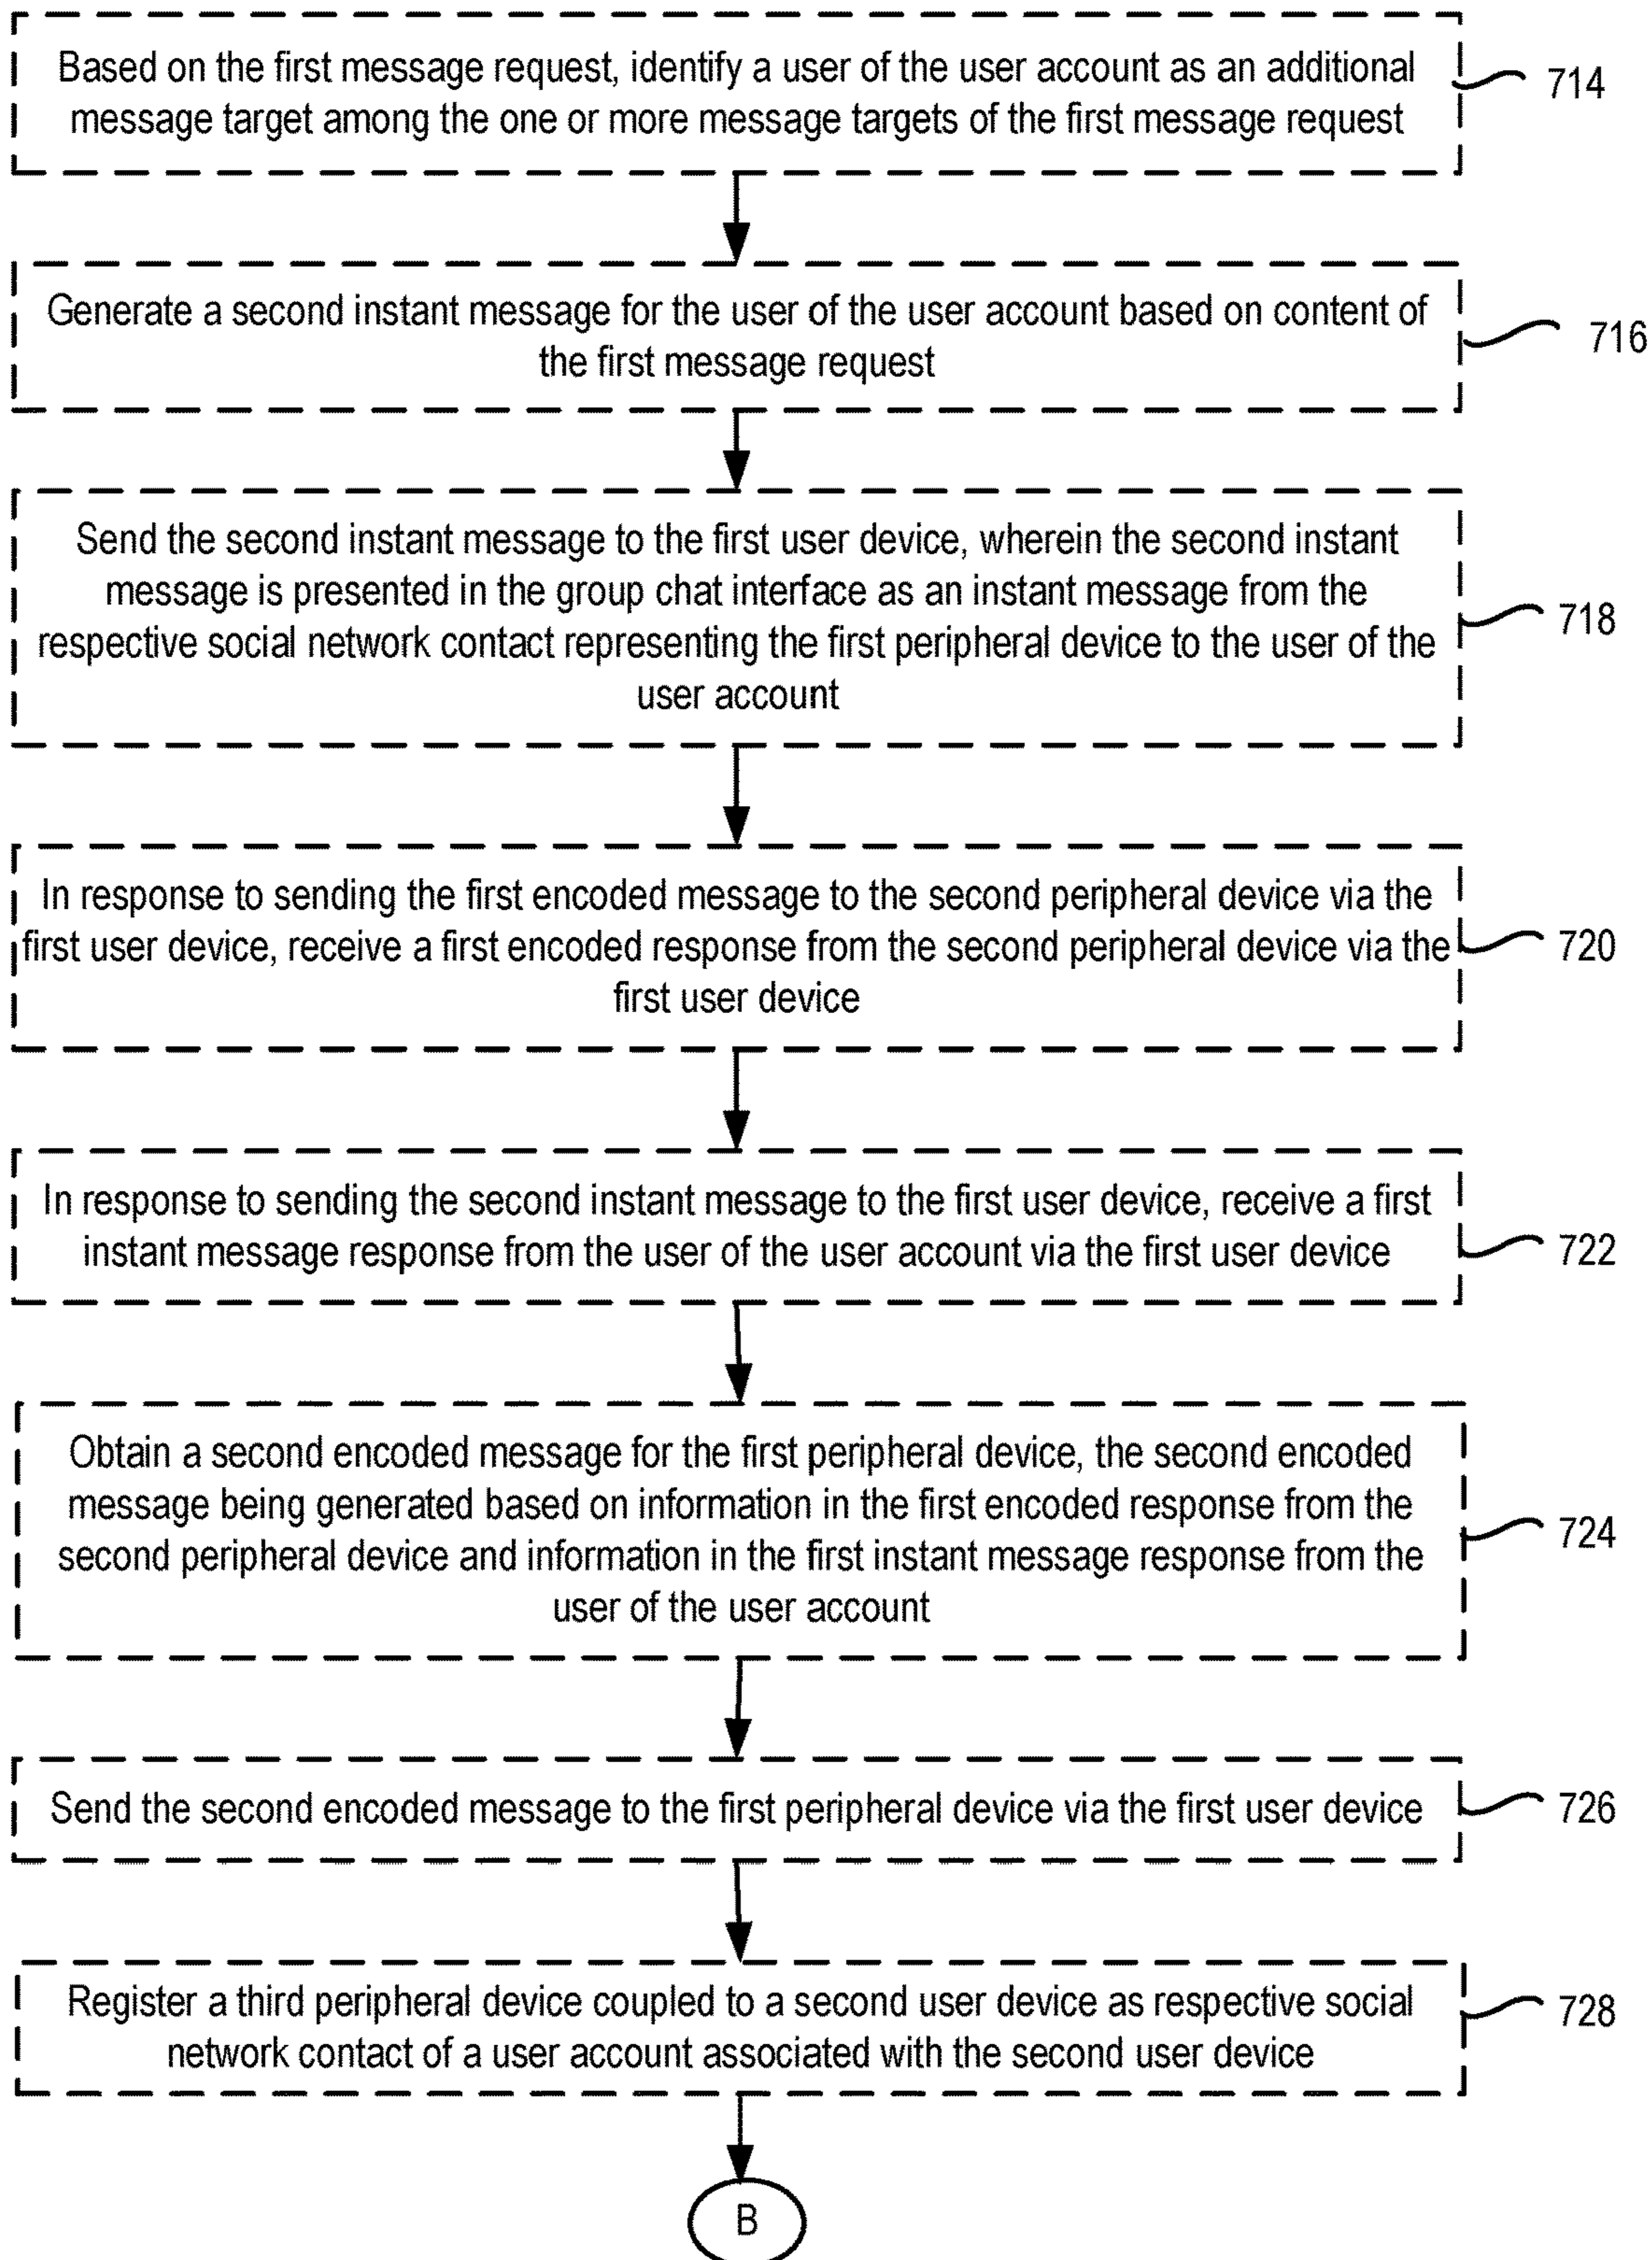 Based on the first message request, identify a user of the user account as an additional
message target among the one or more message targets of the first message request
714
Generate a second instant message for the user of the user account based on content of
the first message request
716
Send the second instant message to the first user device, wherein the second instant
message is presented in the group chat interface as an instant message from the
respective social network contact representing the first peripheral device to the user of the
user account
718
In response to sending the first encoded message to the second peripheral device via the
first user device, receive a first encoded response from the second peripheral device via the
first user device
720
In response to sending the second instant message to the first user device, receive a first
instant message response from the user of the user account via the first user device
722
Obtain a second encoded message for the first peripheral device, the second encoded
message being generated based on information in the first encoded response from the
second peripheral device and information in the first instant message response from the
user of the user account
724
Send the second encoded message to the first peripheral device via the first user device
726
Register a third peripheral device coupled to a second user device as respective social
network contact of a user account associated with the second user device
728
B